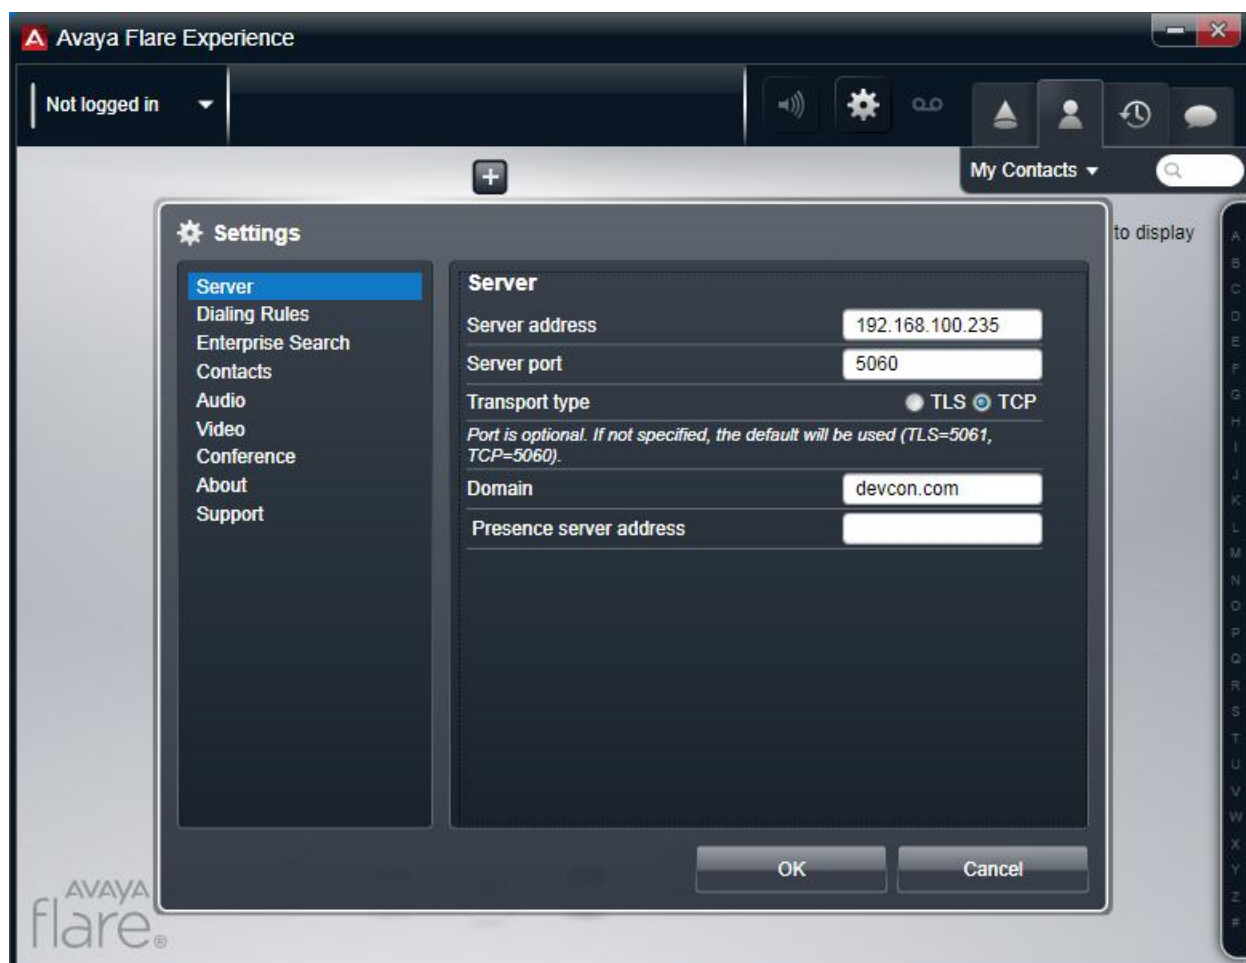 Avaya Flare Experience
Not logged in
My Contacts
to display
Settings
Server
Dialing Rules
Enterprise Search
Contacts
Audio
Video
Conference
About
Support
Server
Server address 192.168.100.235
Server port 5060
Transport type TLS TCP
Port is optional. If not specified, the default will be used (TLS=5061,
TCP=5060).
Domain devcon.com
Presence server address
OK Cancel
A
B
C
D
E
F
G
H
I
J
K
L
M
N
O
P
Q
R
S
T
U
V
W
X
Y
Z
#
AVAYA
flare®